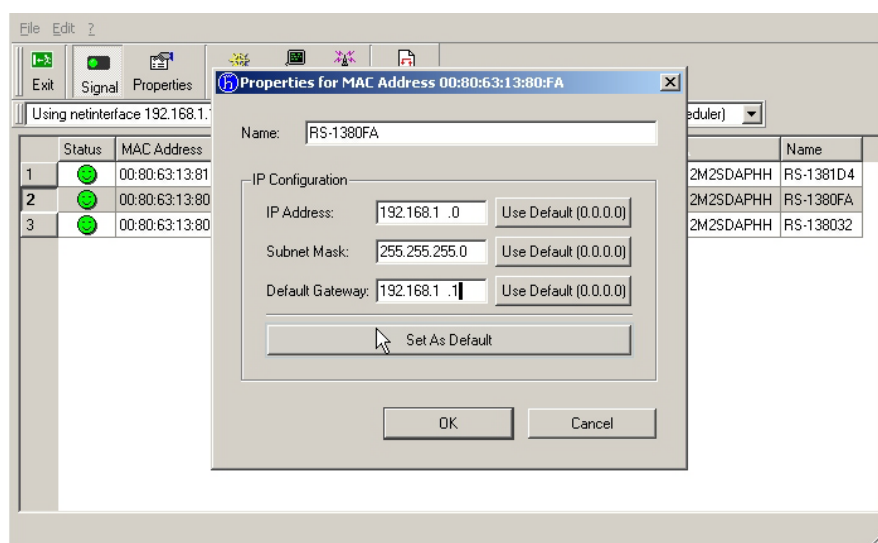 File Edit ?
Exit Signal Properties
Properties for MAC Address 00:80:63:13:80:FA
Using netinterface 192.168.1.
eduler)
Name: RS-1380FA
Status MAC Address Name
1 00:80:63:13:81 2M2SDAPHH RS-1381D4
2 00:80:63:13:80 2M2SDAPHH RS-1380FA
3 00:80:63:13:80 2M2SDAPHH RS-138032
IP Configuration
IP Address: 192.168.1 .0 Use Default (0.0.0.0)
Subnet Mask: 255.255.255.0 Use Default (0.0.0.0)
Default Gateway: 192.168.1 .1 Use Default (0.0.0.0)
Set As Default
OK Cancel